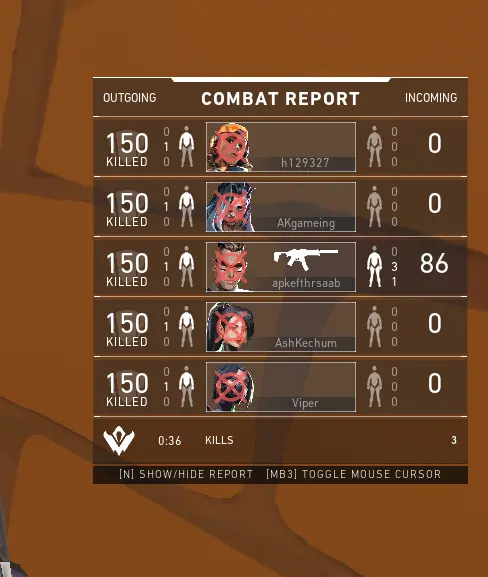 OUTGOING COMBAT REPORT INCOMING
150 KILLED 0 1 0 h129327 0 0 0 0
150 KILLED 0 1 0 AKgameing 0 0 0 0
150 KILLED 0 1 0 apkefthrsaab 0 3 1 86
150 KILLED 0 1 0 AshKechum 0 0 0 0
150 KILLED 0 1 0 Viper 0 0 0 0
0:36 KILLS 3
[N] SHOW/HIDE REPORT [MB3] TOGGLE MOUSE CURSOR